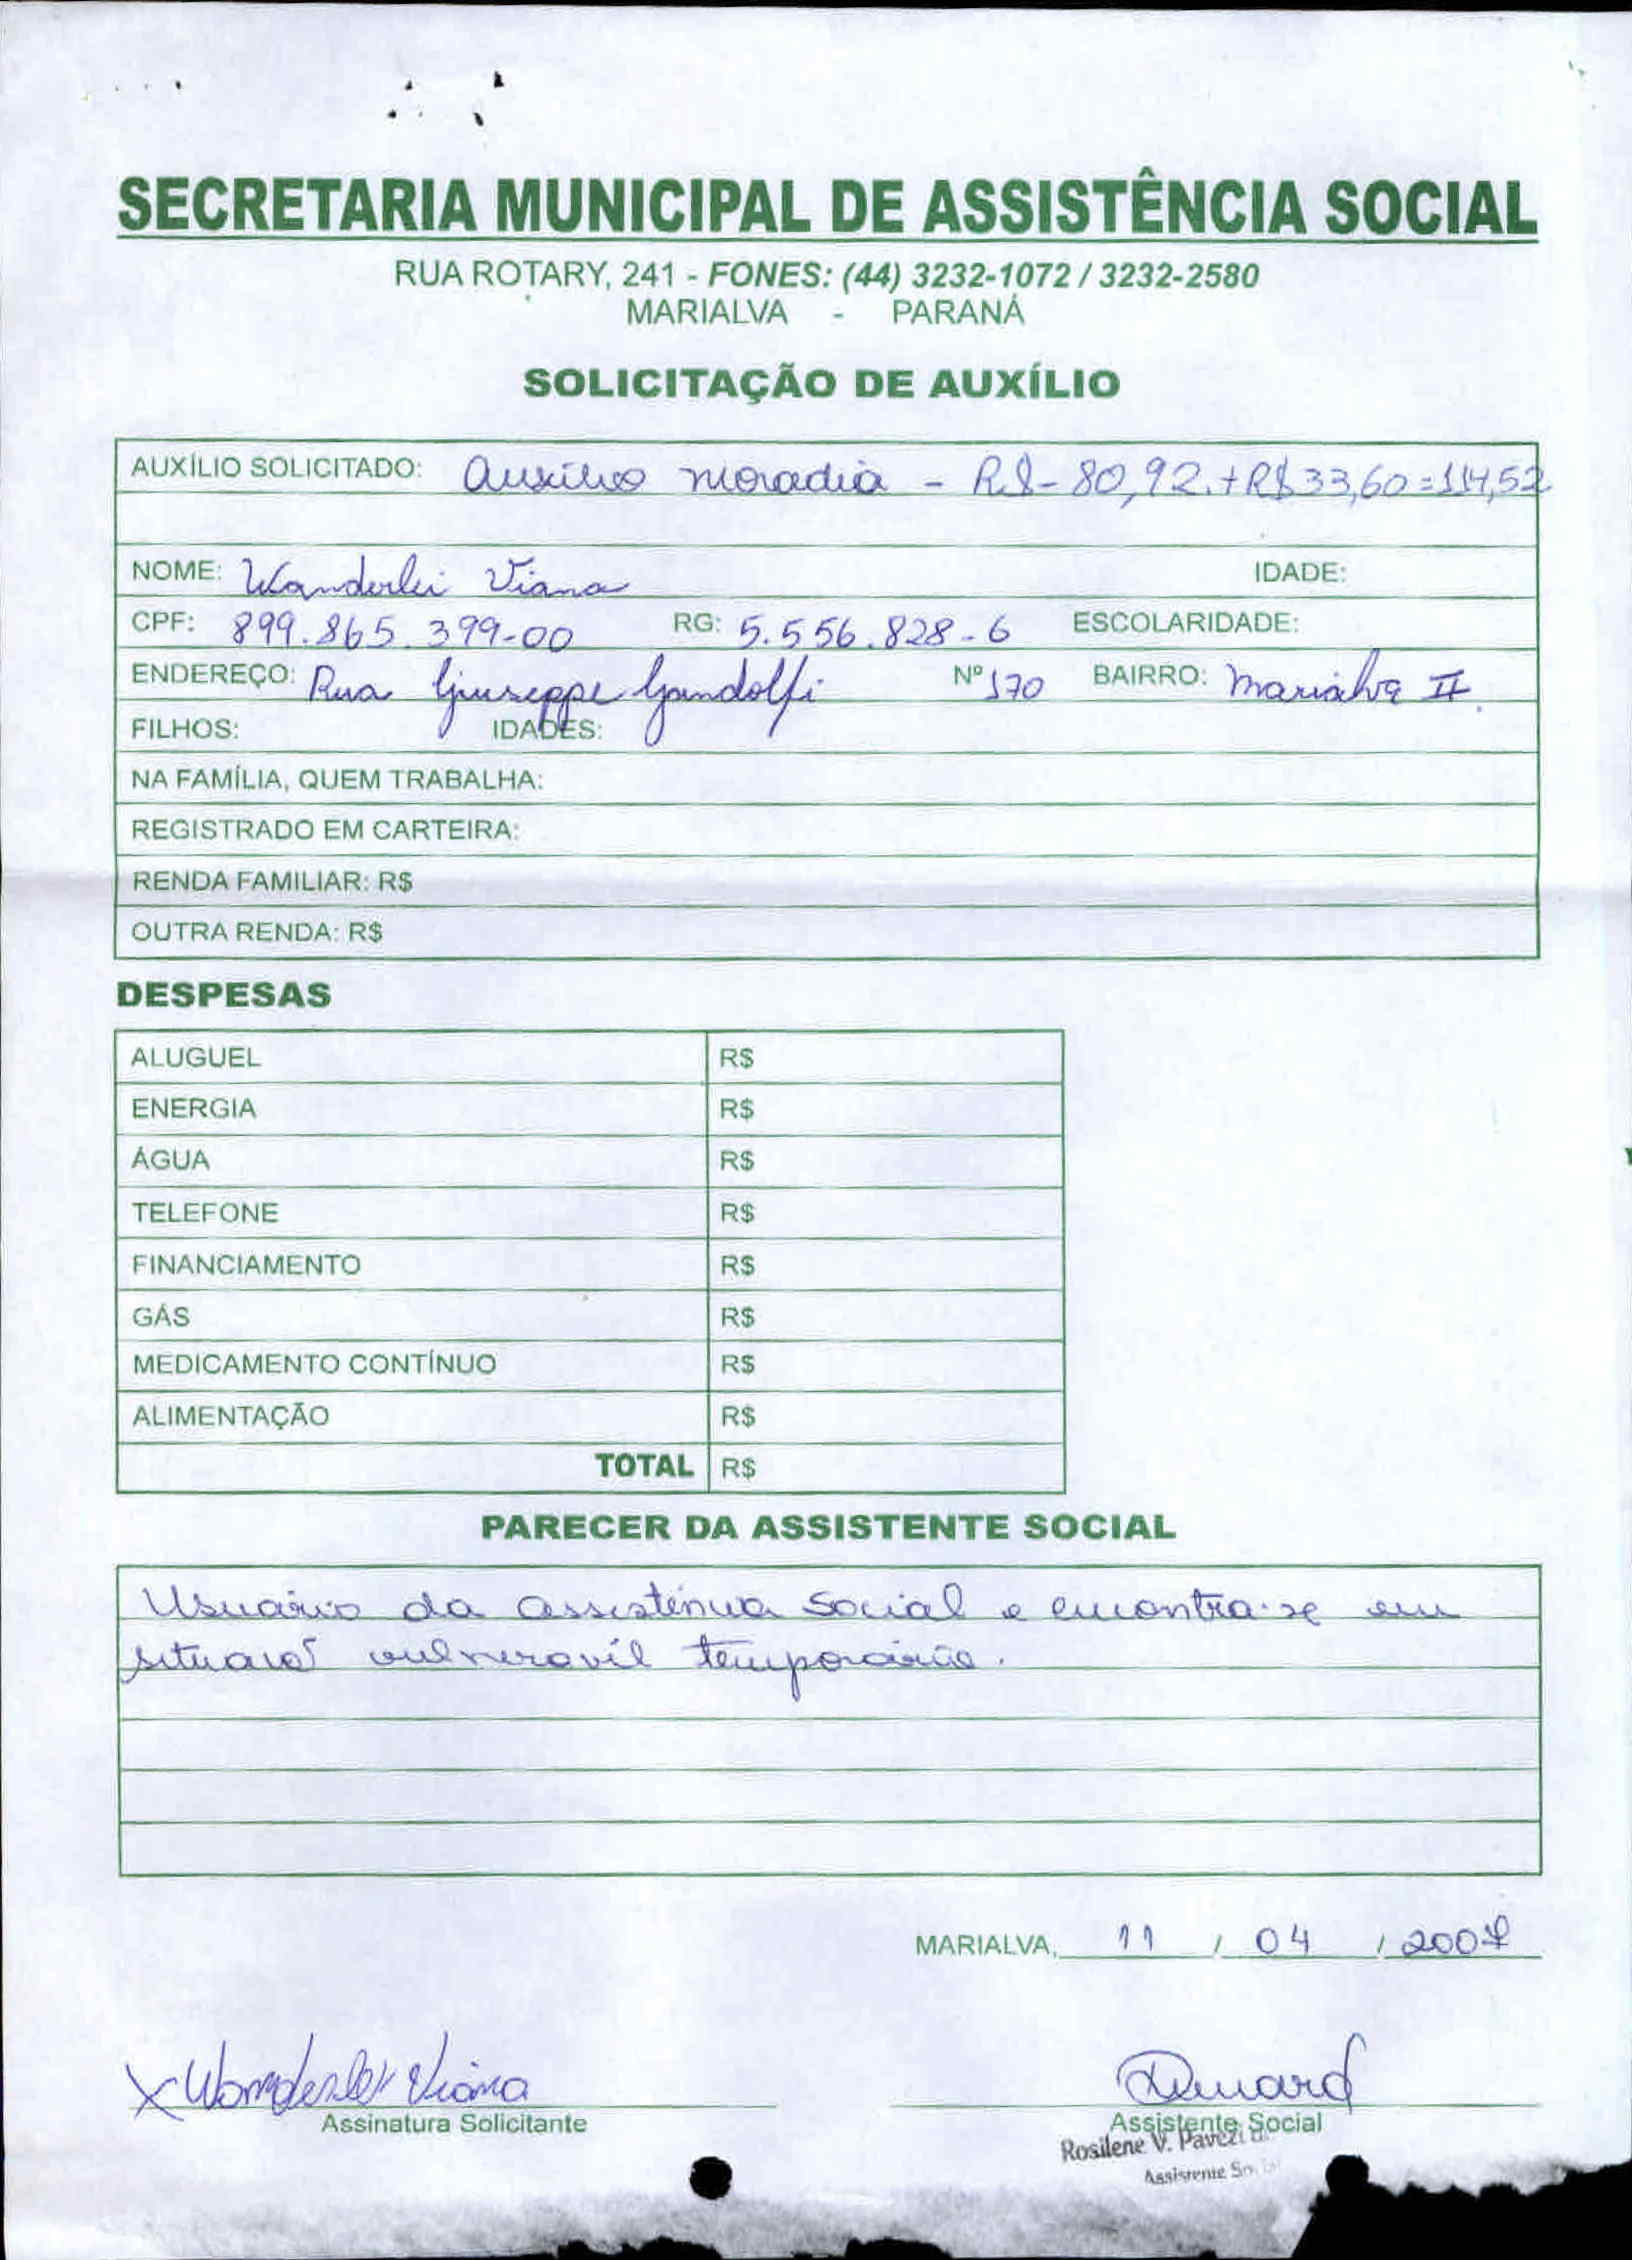 SECRETARIA MUNICIPAL DE ASSISTÊNCIA SOCIAL
RUA ROTARY, 241 - FONES: (44) 3232-1072 / 3232-2580
MARIALVA - PARANÁ
SOLICITAÇÃO DE AUXÍLIO
AUXÍLIO SOLICITADO: Auxílio moradia - R$- 80,92.+R$33,60=114,52
NOME: Wanderlei Viana IDADE:
CPF: 899.865.399-00 RG: 5.556.828-6 ESCOLARIDADE:
ENDEREÇO: Rua Giuseppe Gandolfi Nº 170 BAIRRO: Marialva II.
FILHOS: IDADES:
NA FAMÍLIA, QUEM TRABALHA:
REGISTRADO EM CARTEIRA:
RENDA FAMILIAR: R$
OUTRA RENDA: R$
DESPESAS
ALUGUEL R$
ENERGIA R$
ÁGUA R$
TELEFONE R$
FINANCIAMENTO R$
GÁS R$
MEDICAMENTO CONTÍNUO R$
ALIMENTAÇÃO R$
TOTAL R$
PARECER DA ASSISTENTE SOCIAL
Usuário da assistência Social e encontra-se em
situação vulnerável temporária.
MARIALVA, 11 / 04 / 2007
X Wanderlei Viana
Assinatura Solicitante
Assistente Social
Rosilene V.
Assistente